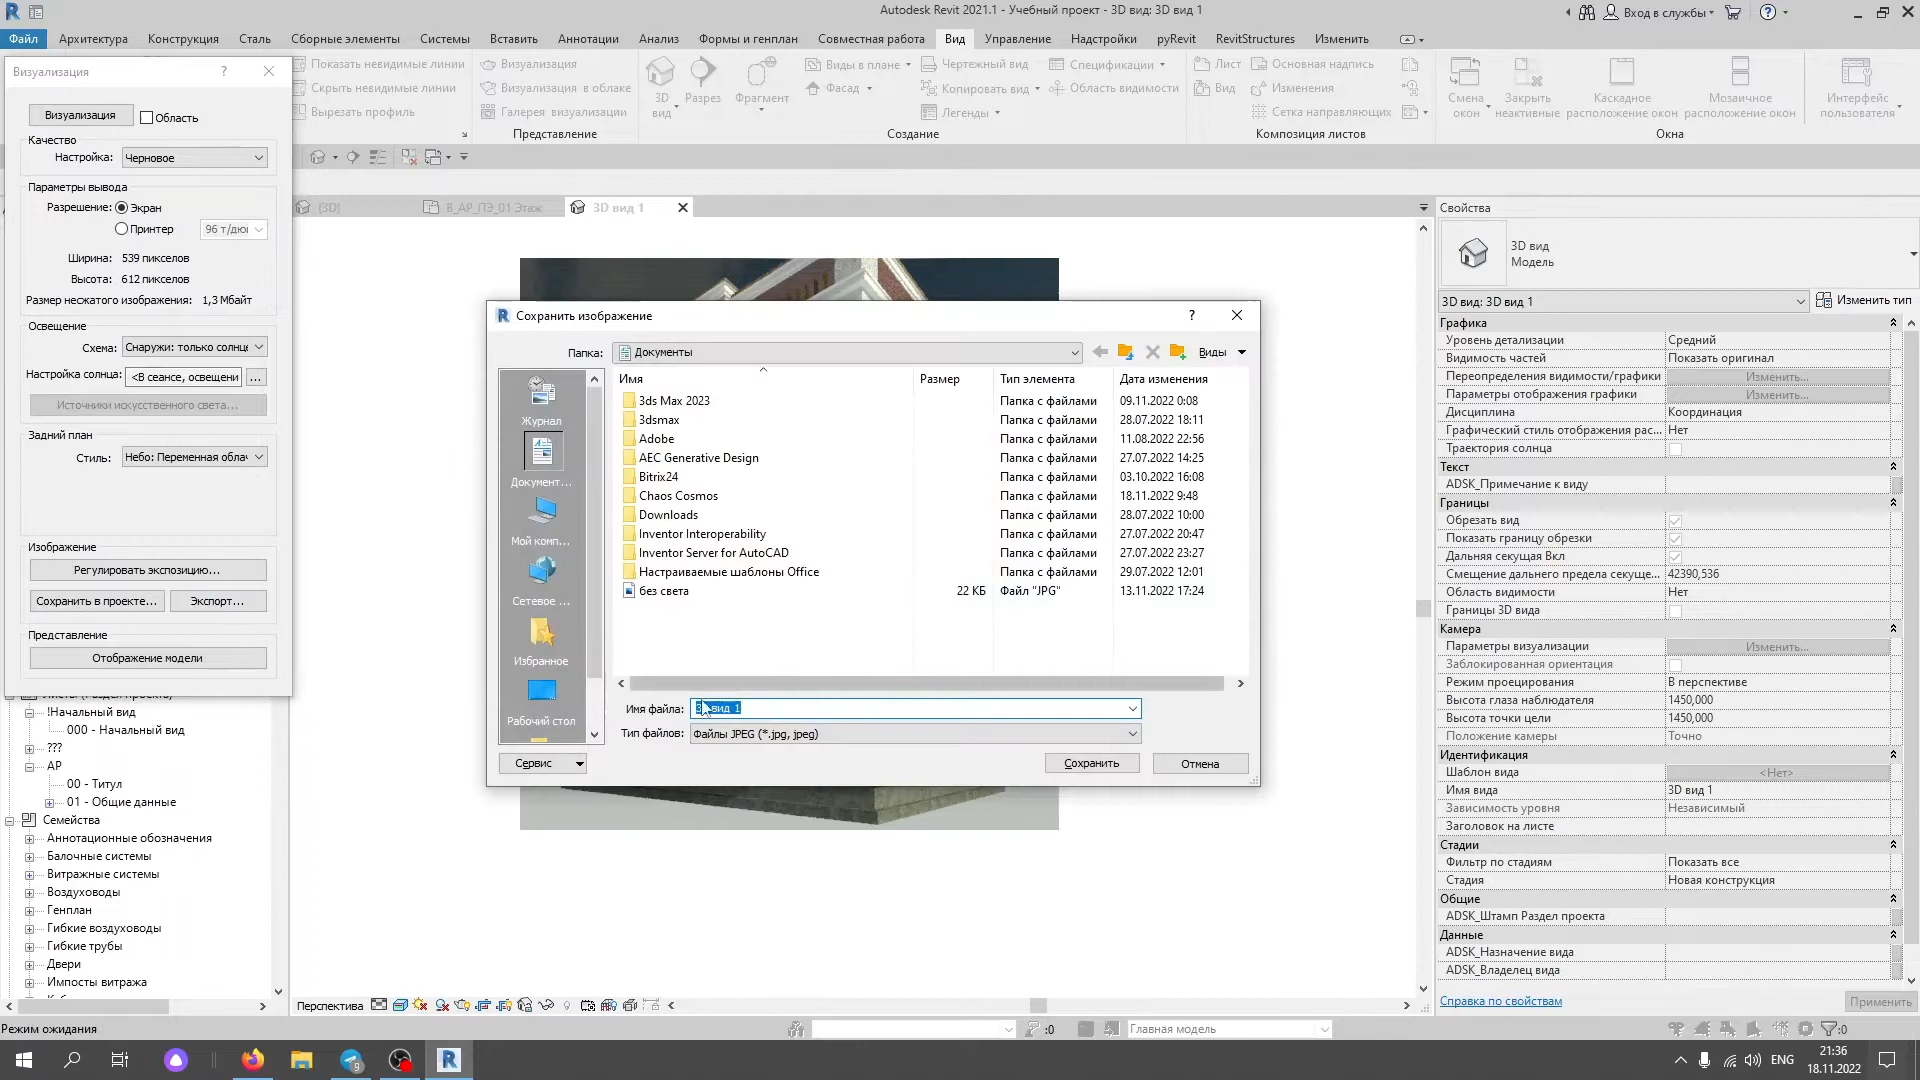 Autodesk Revit 2021.1 - Учебный проект - 3D вид: 3D вид 1
Вход в службы
Файл Архитектура Конструкция Сталь Сборные элементы Системы Вставить Аннотации Анализ Формы и генплан Совместная работа Вид Управление Надстройки pyRevit RevitStructures Изменить
Показать невидимые линии
Скрыть невидимые линии
Вырезать профиль
Визуализация
Визуализация в облаке
Галерея визуализации
Представление
3D вид
Разрез
Фрагмент
Виды в плане
Фасад
Чертежный вид
Копировать вид
Легенды
Спецификации
Область видимости
Создание
Лист
Вид
Основная надпись
Изменения
Сетка направляющих
Композиция листов
Смена окон
Закрыть неактивные
Каскадное расположение окон
Мозаичное расположение окон
Интерфейс пользователя
Окна
Визуализация ?
Визуализация Область
Качество
Настройка: Черновое
Параметры вывода
Разрешение: Экран
Принтер 96 т/дюй
Ширина: 539 пикселов
Высота: 612 пикселов
Размер несжатого изображения: 1,3 Мбайт
Освещение
Схема: Снаружи: только солнце
Настройка солнца: <В сеансе, освещени ...
Источники искусственного света...
Задний план
Стиль: Небо: Переменная облач
Изображение
Регулировать экспозицию...
Сохранить в проекте... Экспорт...
Представление
Отображение модели
Листы (Раздел проекта)
!Начальный вид
000 - Начальный вид
???
АР
00 - Титул
01 - Общие данные
Семейства
Аннотационные обозначения
Балочные системы
Витражные системы
Воздуховоды
Генплан
Гибкие воздуховоды
Гибкие трубы
Двери
Импосты витража
{3D} В_АР_ПЭ_01 Этаж 3D вид 1
Сохранить изображение ?
Папка: Документы Виды
Имя Размер Тип элемента Дата изменения
3ds Max 2023 Папка с файлами 09.11.2022 0:08
3dsmax Папка с файлами 28.07.2022 18:11
Adobe Папка с файлами 11.08.2022 22:56
AEC Generative Design Папка с файлами 27.07.2022 14:25
Bitrix24 Папка с файлами 03.10.2022 16:08
Chaos Cosmos Папка с файлами 18.11.2022 9:48
Downloads Папка с файлами 28.07.2022 10:00
Inventor Interoperability Папка с файлами 27.07.2022 20:47
Inventor Server for AutoCAD Папка с файлами 27.07.2022 23:27
Настраиваемые шаблоны Office Папка с файлами 29.07.2022 12:01
без света 22 КБ Файл "JPG" 13.11.2022 17:24
Журнал
Документ...
Мой комп...
Сетевое ...
Избранное
Рабочий стол
Имя файла: 3D вид 1
Тип файлов: Файлы JPEG (*.jpg, jpeg)
Сервис Сохранить Отмена
Свойства
3D вид
Модель
3D вид: 3D вид 1 Изменить тип
Графика
Уровень детализации Средний
Видимость частей Показать оригинал
Переопределения видимости/графики Изменить...
Параметры отображения графики Изменить...
Дисциплина Координация
Графический стиль отображения рас... Нет
Траектория солнца
Текст
ADSK_Примечание к виду
Границы
Обрезать вид
Показать границу обрезки
Дальняя секущая Вкл
Смещение дальнего предела секуще... 42390,536
Область видимости Нет
Границы 3D вида
Камера
Параметры визуализации Изменить...
Заблокированная ориентация
Режим проецирования В перспективе
Высота глаза наблюдателя 1450,000
Высота точки цели 1450,000
Положение камеры Точно
Идентификация
Шаблон вида <Нет>
Имя вида 3D вид 1
Зависимость уровня Независимый
Заголовок на листе
Стадии
Фильтр по стадиям Показать все
Стадия Новая конструкция
Общие
ADSK_Штамп Раздел проекта
Данные
ADSK_Назначение вида
ADSK_Владелец вида
Справка по свойствам Применить
Перспектива
Режим ожидания :0 Главная модель :0
ENG 21:36
18.11.2022